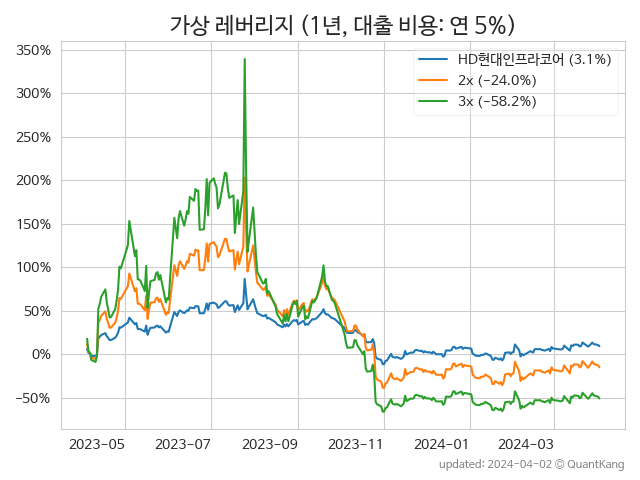 가상 레버리지 (1년, 대출 비용: 연 5%)
350%
300%
250%
200%
150%
100%
50%
0%
−50%
HD현대인프라코어 (3.1%)
2x (−24.0%)
3x (−58.2%)
2023-05 2023-07 2023-09 2023-11 2024-01 2024-03
updated: 2024-04-02 © QuantKang